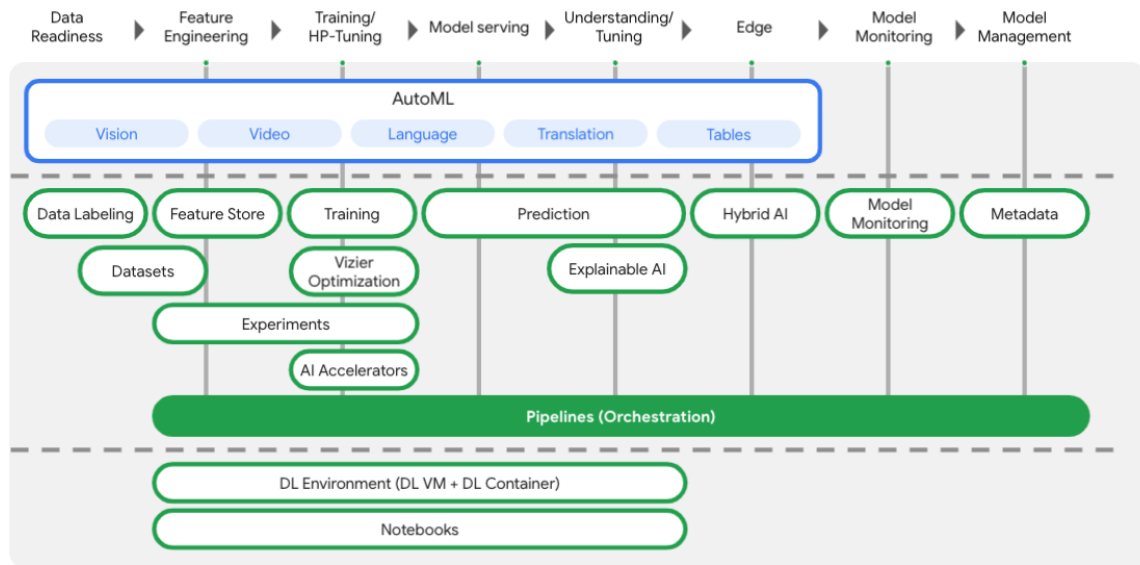 Data
Readiness
Feature
Engineering
Training/
HP-Tuning
Model serving
Understanding/
Tuning
Edge
Model
Monitoring
Model
Management
AutoML
Vision
Video
Language
Translation
Tables
Data Labeling
Feature Store
Training
Prediction
Hybrid AI
Model
Monitoring
Metadata
Datasets
Vizier
Optimization
Explainable AI
Experiments
AI Accelerators
Pipelines (Orchestration)
DL Environment (DL VM + DL Container)
Notebooks